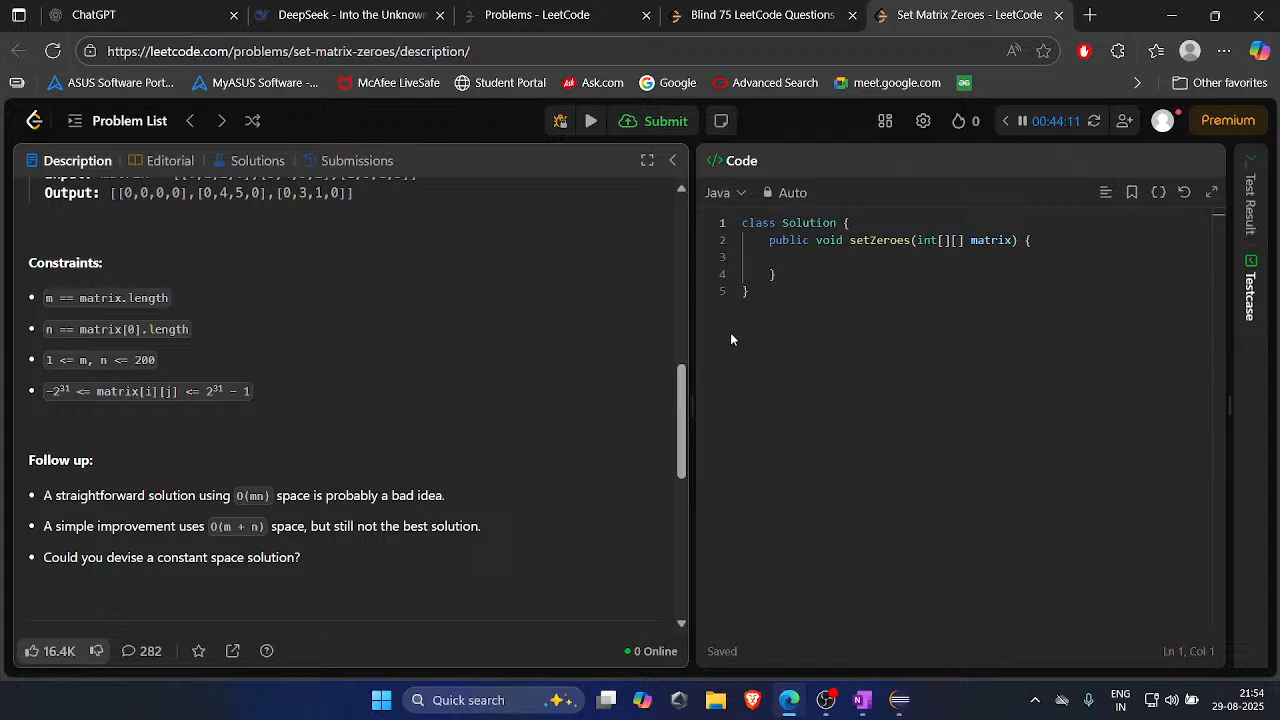 ChatGPT
DeepSeek - Into the Unknown
Problems - LeetCode
Blind 75 LeetCode Questions
Set Matrix Zeroes - LeetCode
https://leetcode.com/problems/set-matrix-zeroes/description/
ASUS Software Port...
MyASUS Software -...
McAfee LiveSafe
Student Portal
Ask.com
Google
Advanced Search
meet.google.com
Other favorites
Problem List
Submit
0
00:44:11
Premium
Description
Editorial
Solutions
Submissions
Output: [[0,0,0,0],[0,4,5,0],[0,3,1,0]]
Constraints:
• m == matrix.length
• n == matrix[0].length
• 1 <= m, n <= 200
• -2³¹ <= matrix[i][j] <= 2³¹ - 1
Follow up:
• A straightforward solution using O(mn) space is probably a bad idea.
• A simple improvement uses O(m + n) space, but still not the best solution.
• Could you devise a constant space solution?
16.4K
282
0 Online
</> Code
Java
Auto
1 class Solution {
2 public void setZeroes(int[][] matrix) {
3
4 }
5 }
Saved
Ln 1, Col 1
Test Result
Testcase
Quick search
ENG
IN
21:54
29-08-2025